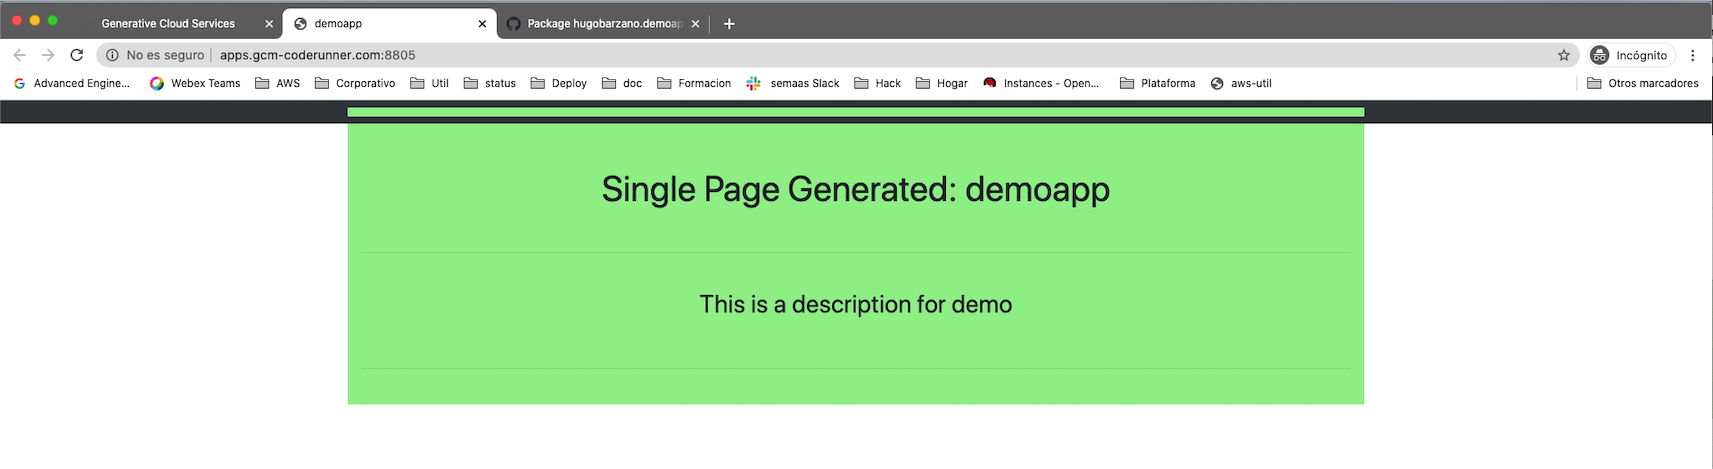 Generative Cloud Services
demoapp
Package hugobarzano.demoap
No es seguro | apps.gcm-coderunner.com:8805
Incógnito
Advanced Engine... Webex Teams AWS Corporativo Util status Deploy doc Formacion semaas Slack Hack Hogar Instances - Open... Plataforma aws-util Otros marcadores
Single Page Generated: demoapp
This is a description for demo